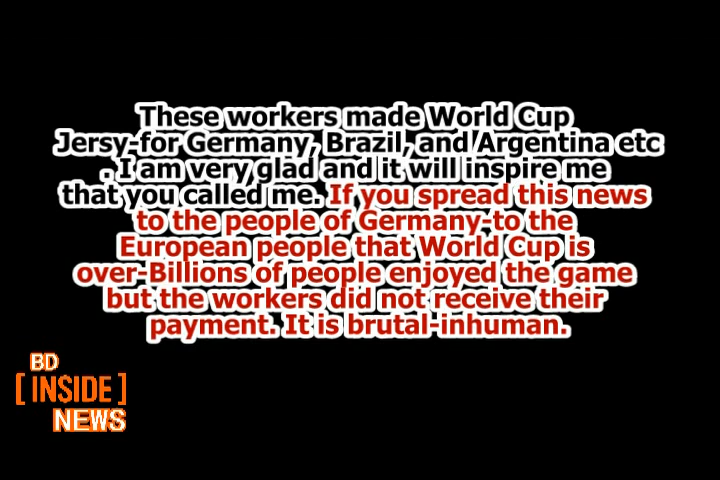 These workers made World Cup
Jersy-for Germany, Brazil, and Argentina etc
. I am very glad and it will inspire me
that you called me. If you spread this news
to the people of Germany-to the
European people that World Cup is
over-Billions of people enjoyed the game
but the workers did not receive their
payment. It is brutal-inhuman.
BD
[ IN$IDE ]
NEWS